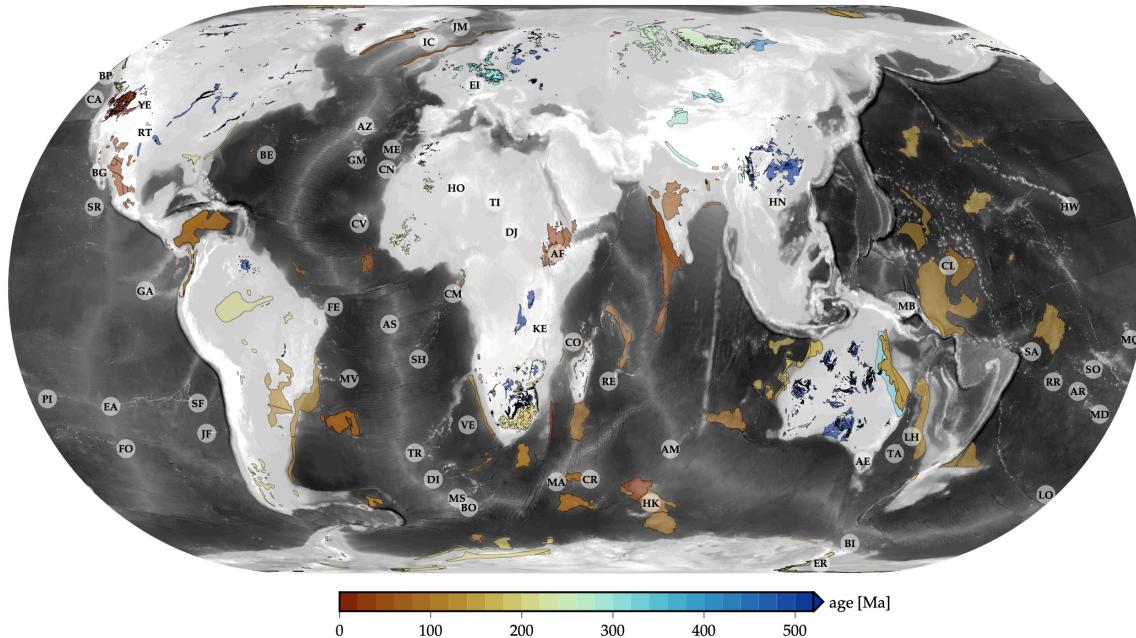 JM
IC
BP
CA
YE
EI
RT
AZ
ME
BE
GM
CN
BG
HO
SR
TI
HN
HW
CV
DJ
AF
CL
GA
CM
FE
MB
AS
KE
CO
MQ
SH
SA
SO
MV
RE
RR
AR
PI
EA
SF
MD
VE
JF
LH
FO
TR
AM
TA
AE
DI
MA
CR
MS
BO
HK
LO
BI
ER
age [Ma]
0 100 200 300 400 500